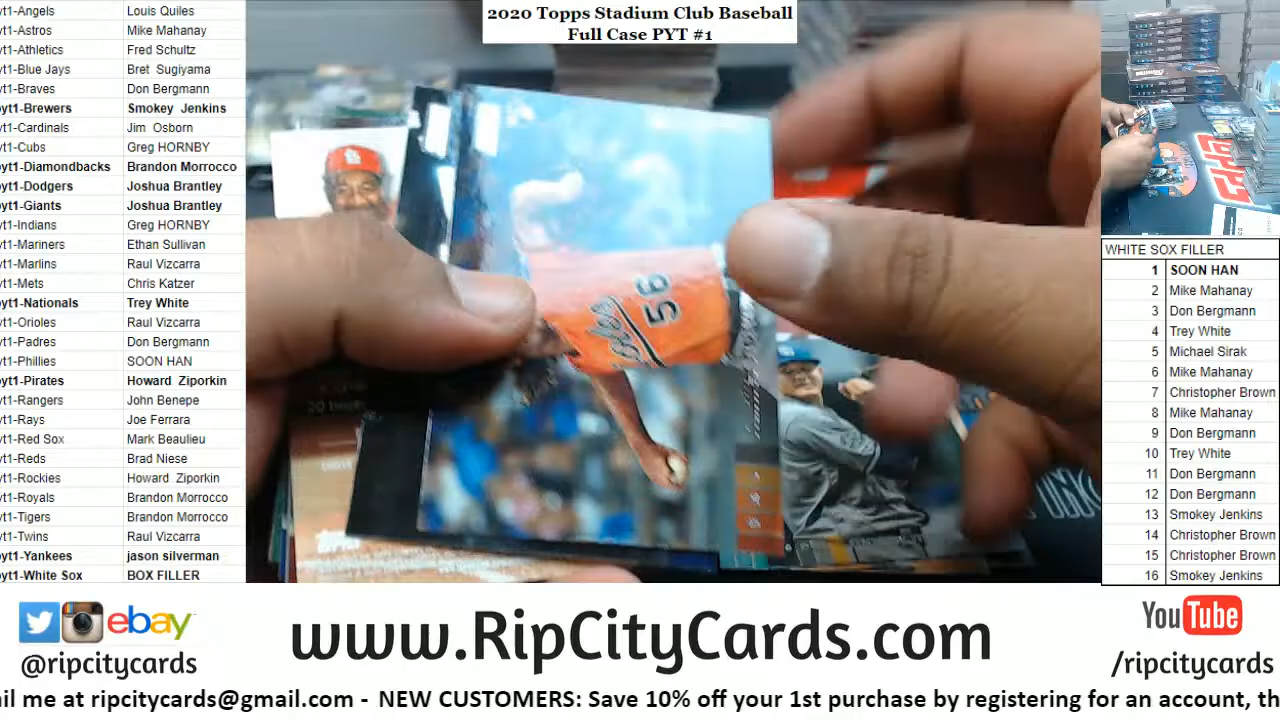 2020 Topps Stadium Club Baseball
Full Case PYT #1
yt1-Angels Louis Quiles
yt1-Astros Mike Mahanay
yt1-Athletics Fred Schultz
yt1-Blue Jays Bret Sugiyama
yt1-Braves Don Bergmann
yt1-Brewers Smokey Jenkins
yt1-Cardinals Jim Osborn
yt1-Cubs Greg HORNBY
yt1-Diamondbacks Brandon Morrocco
yt1-Dodgers Joshua Brantley
yt1-Giants Joshua Brantley
yt1-Indians Greg HORNBY
yt1-Mariners Ethan Sullivan
yt1-Marlins Raul Vizcarra
yt1-Mets Chris Katzer
yt1-Nationals Trey White
yt1-Orioles Raul Vizcarra
yt1-Padres Don Bergmann
yt1-Phillies SOON HAN
yt1-Pirates Howard Ziporkin
yt1-Rangers John Benepe
yt1-Rays Joe Ferrara
yt1-Red Sox Mark Beaulieu
yt1-Reds Brad Niese
yt1-Rockies Howard Ziporkin
yt1-Royals Brandon Morrocco
yt1-Tigers Brandon Morrocco
yt1-Twins Raul Vizcarra
yt1-Yankees jason silverman
yt1-White Sox BOX FILLER
56
WHITE SOX FILLER
1 SOON HAN
2 Mike Mahanay
3 Don Bergmann
4 Trey White
5 Michael Sirak
6 Mike Mahanay
7 Christopher Brown
8 Mike Mahanay
9 Don Bergmann
10 Trey White
11 Don Bergmann
12 Don Bergmann
13 Smokey Jenkins
14 Christopher Brown
15 Christopher Brown
16 Smokey Jenkins
ebay
@ripcitycards
www.RipCityCards.com
YouTube
/ripcitycards
ail me at ripcitycards@gmail.com - NEW CUSTOMERS: Save 10% off your 1st purchase by registering for an account, th